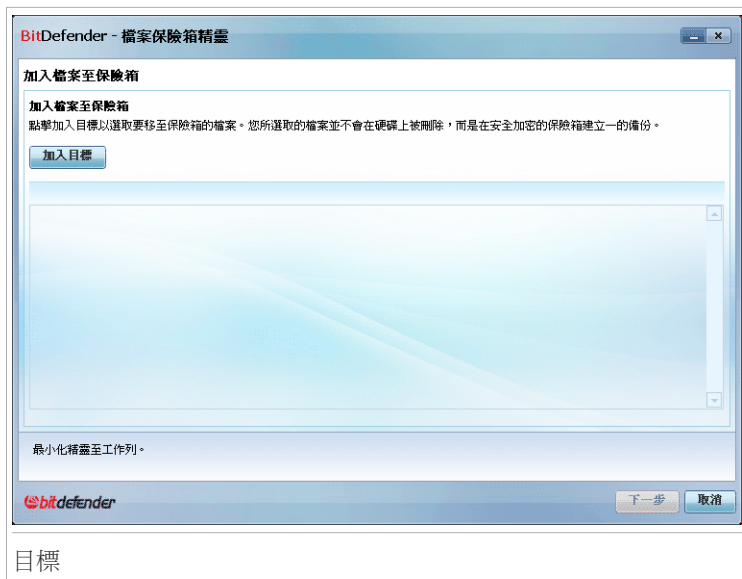 BitDefender - 檔案保險箱精靈
加入檔案至保險箱
加入檔案至保險箱
點擊加入目標以選取要移至保險箱的檔案。您所選取的檔案並不會在硬碟上被刪除，而是在安全加密的保險箱建立一的備份。
加入目標
最小化精靈至工作列。
bitdefender
下一步
取消
目標